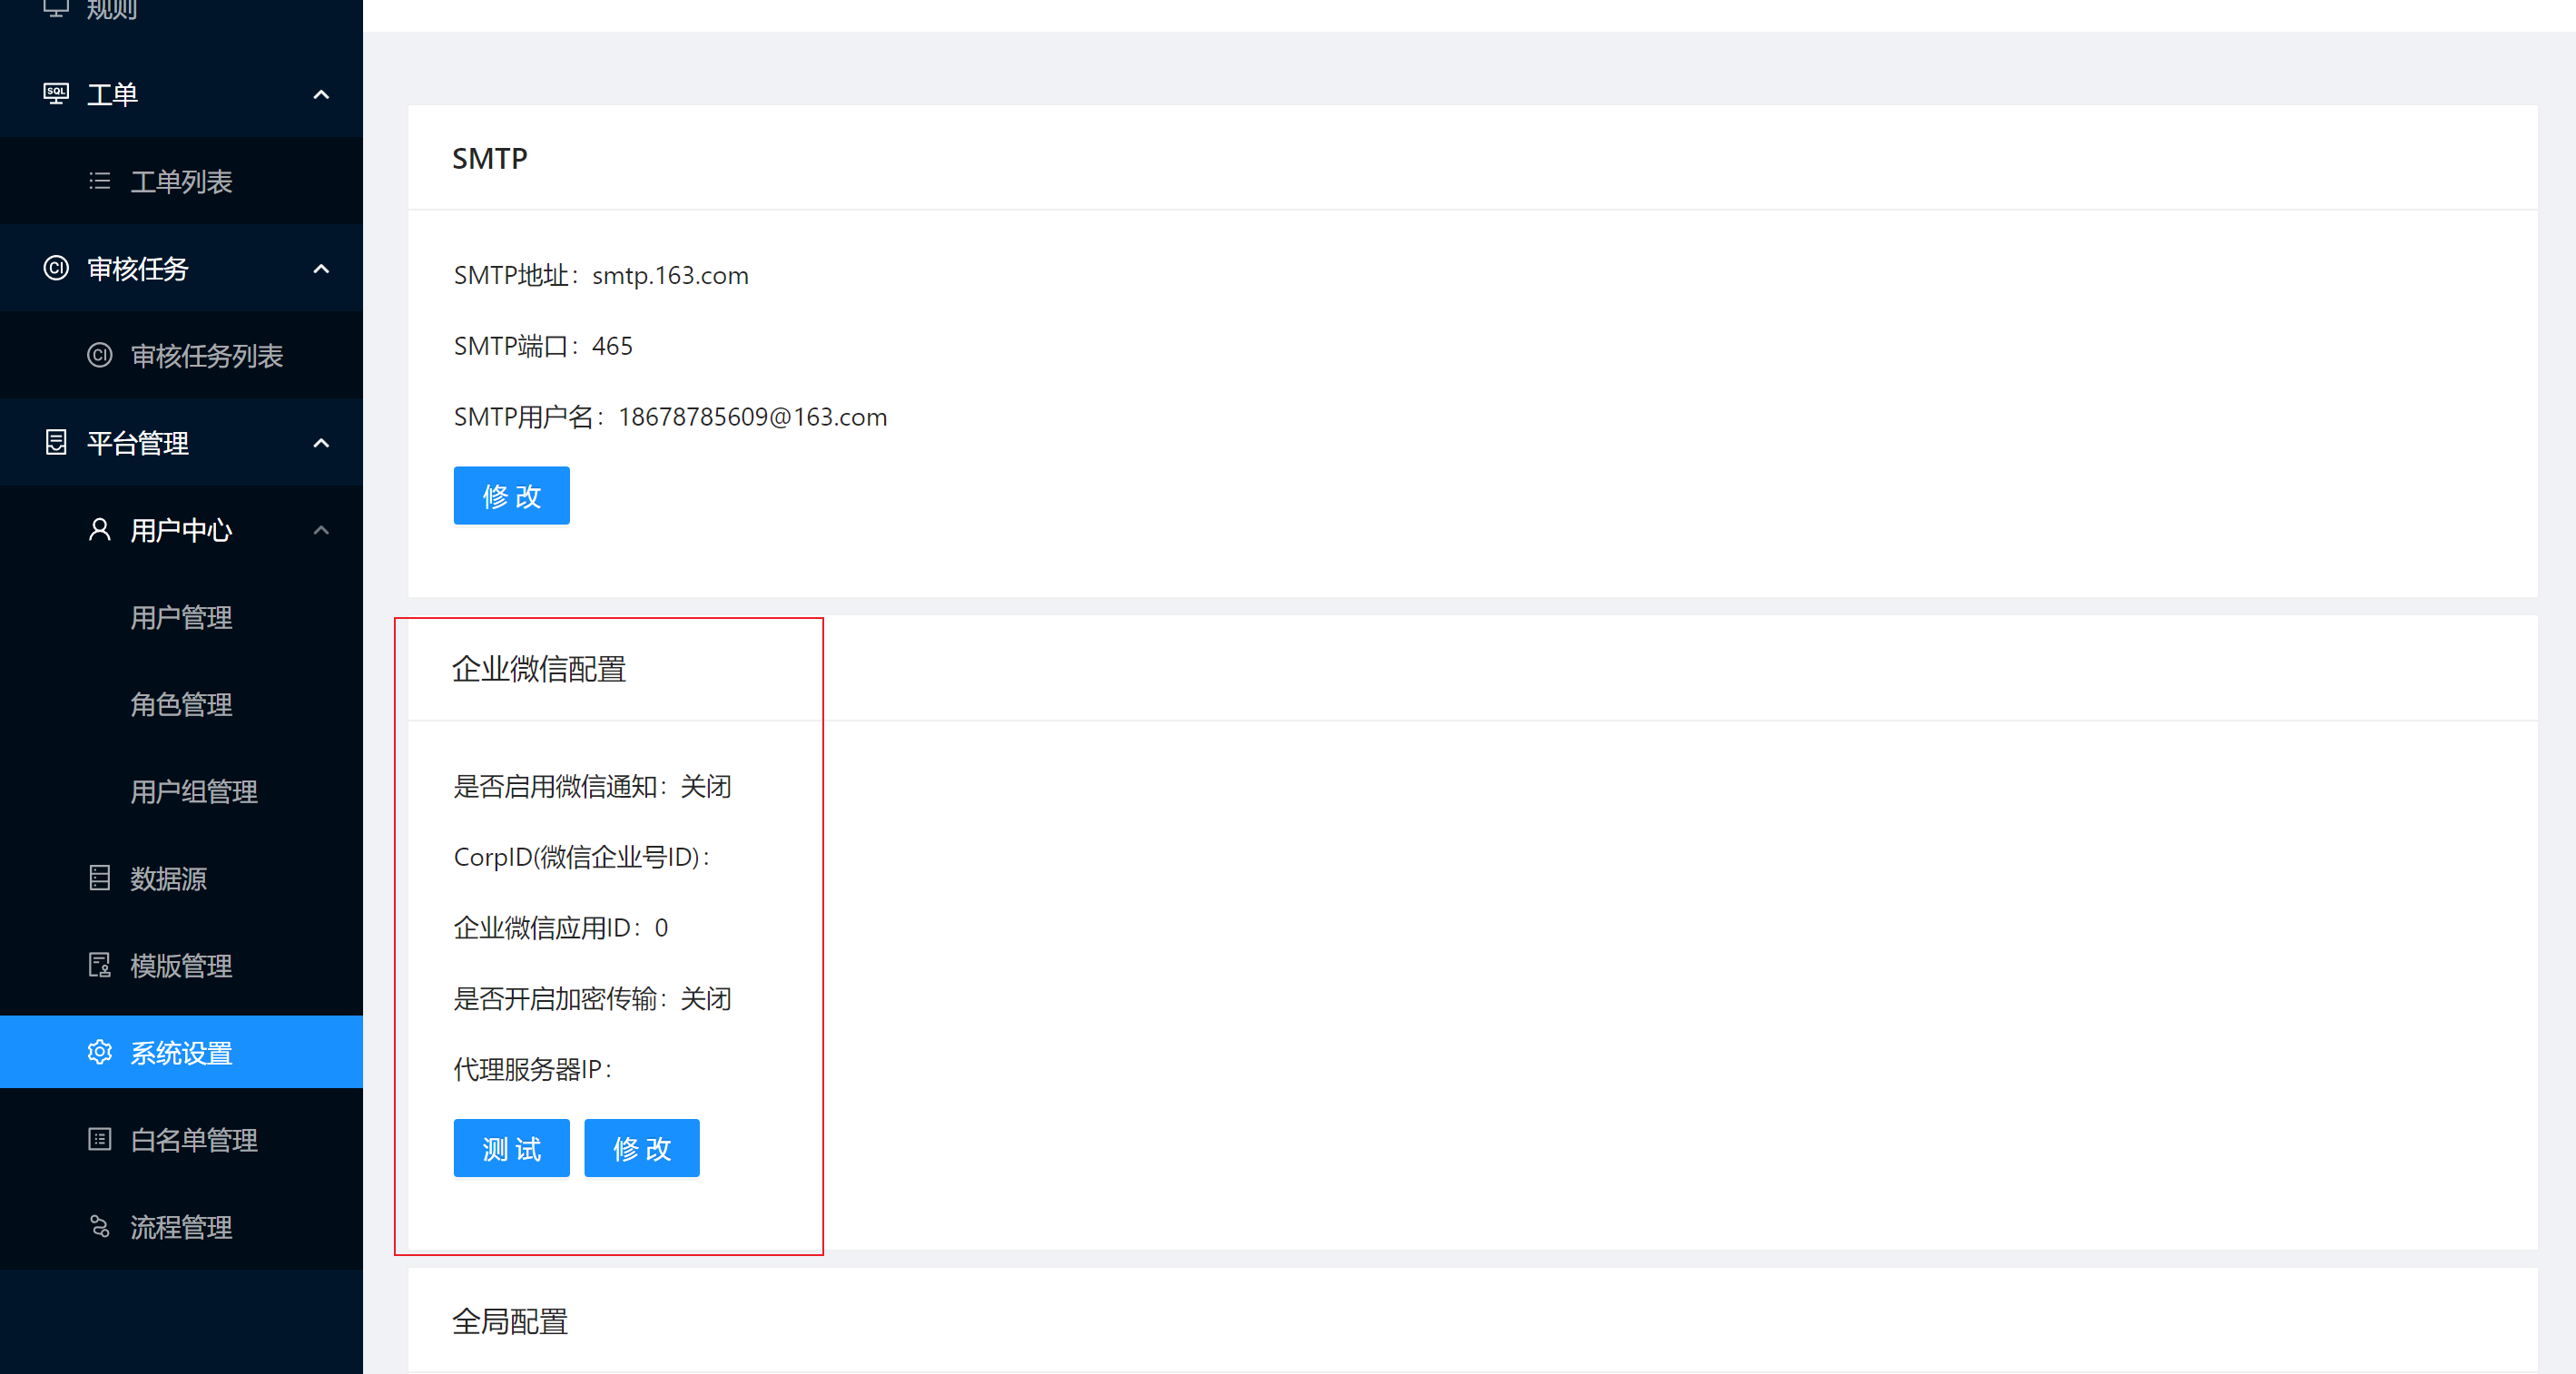 规则
工单
工单列表
审核任务
审核任务列表
平台管理
用户中心
用户管理
角色管理
用户组管理
数据源
模版管理
系统设置
白名单管理
流程管理
SMTP
SMTP地址：smtp.163.com
SMTP端口：465
SMTP用户名：18678785609@163.com
修 改
企业微信配置
是否启用微信通知：关闭
CorpID(微信企业号ID)：
企业微信应用ID：0
是否开启加密传输：关闭
代理服务器IP：
测 试 修 改
全局配置